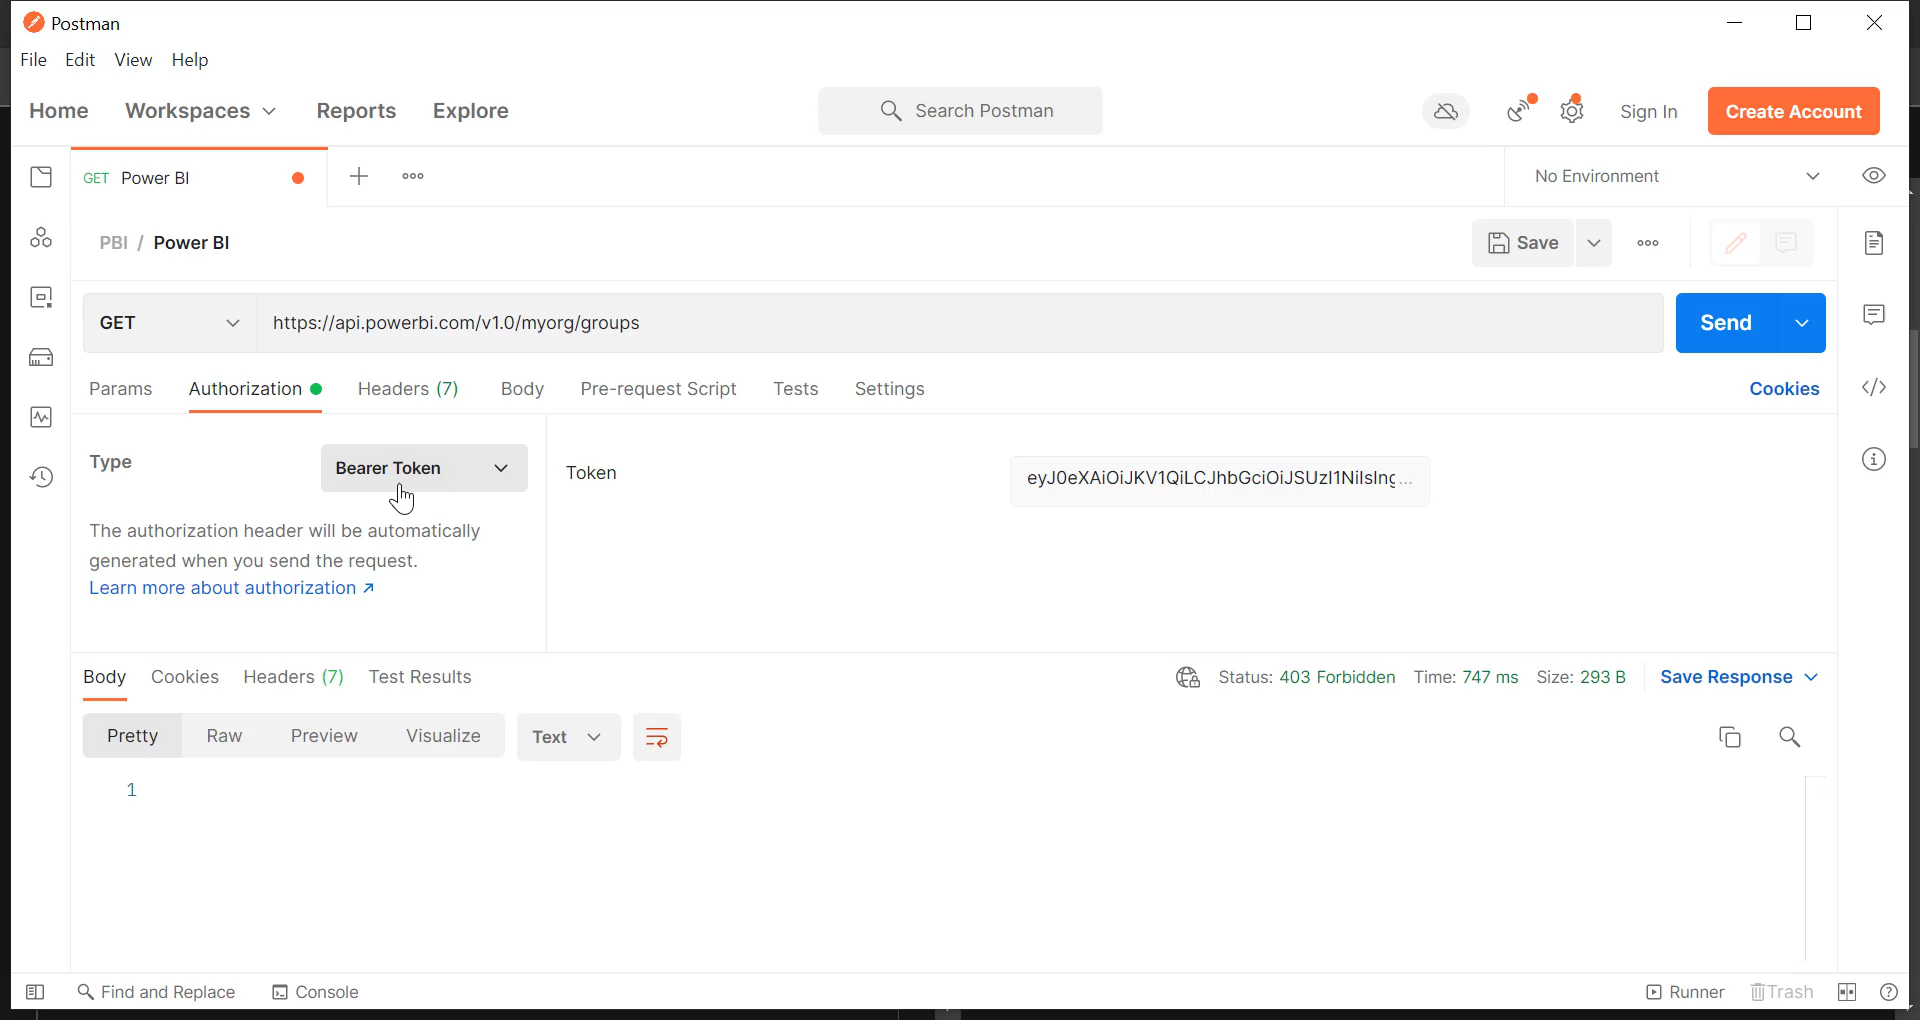 Postman
File Edit View Help
Home Workspaces Reports Explore Search Postman Sign In Create Account
GET Power BI No Environment
PBI / Power BI Save
GET https://api.powerbi.com/v1.0/myorg/groups Send
Params Authorization Headers (7) Body Pre-request Script Tests Settings Cookies
Type Bearer Token Token eyJ0eXAiOiJKV1QiLCJhbGciOiJSUzI1NiIsIng ...
The authorization header will be automatically
generated when you send the request.
Learn more about authorization ↗
Body Cookies Headers (7) Test Results Status: 403 Forbidden Time: 747 ms Size: 293 B Save Response
Pretty Raw Preview Visualize Text
1
Find and Replace Console Runner Trash